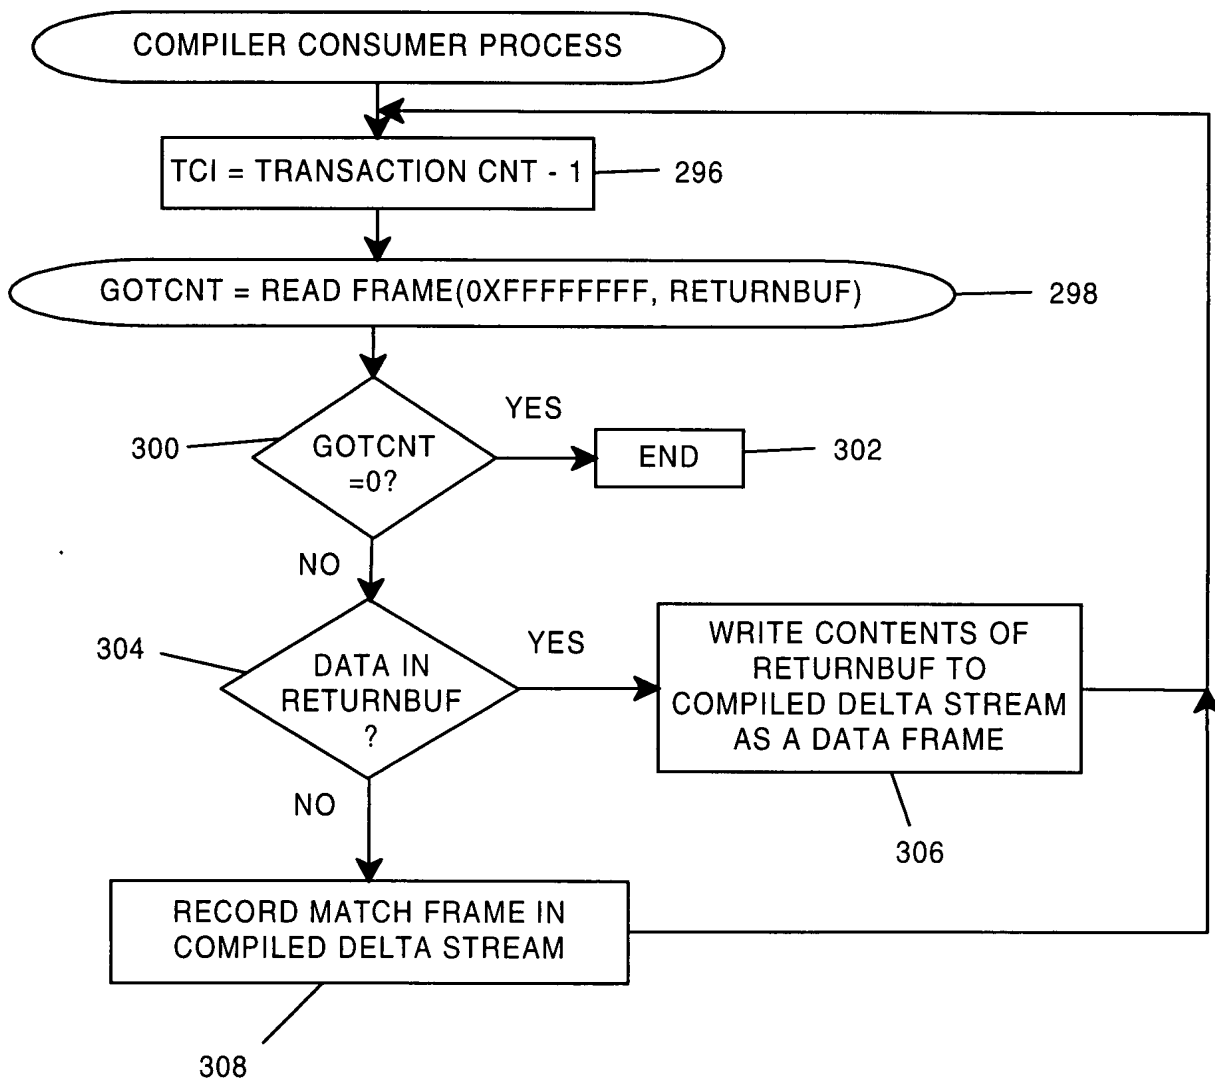 COMPILER CONSUMER PROCESS
TCI = TRANSACTION CNT - 1
296
GOTCNT = READ FRAME(0XFFFFFFFF, RETURNBUF)
298
300
GOTCNT
=0?
YES
END
302
NO
304
DATA IN
RETURNBUF
?
YES
WRITE CONTENTS OF
RETURNBUF TO
COMPILED DELTA STREAM
AS A DATA FRAME
306
NO
RECORD MATCH FRAME IN
COMPILED DELTA STREAM
308